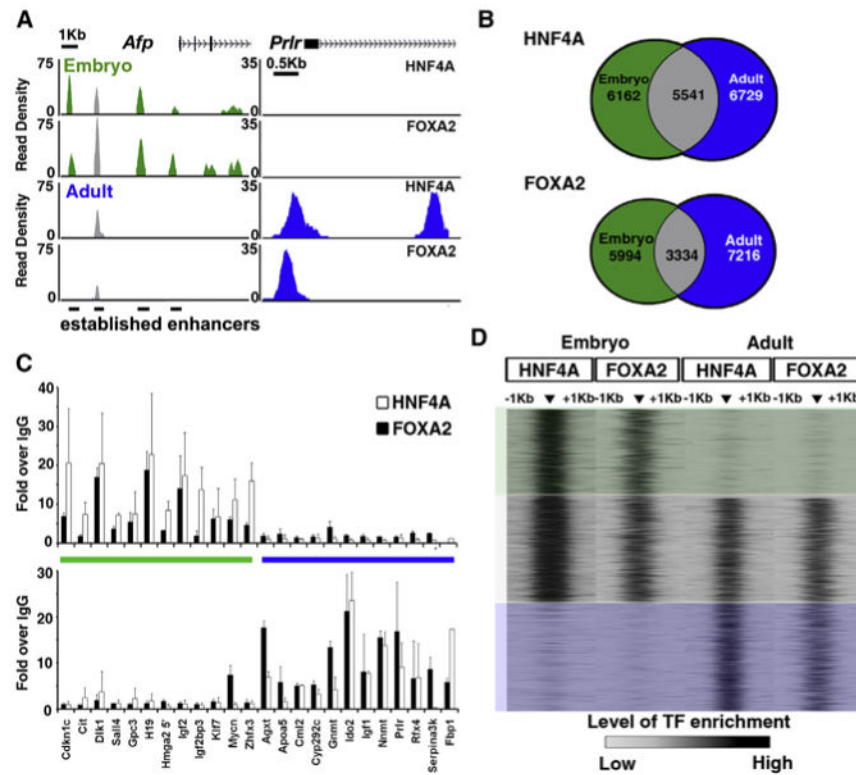 A
1Kb
Afp
Prlr
75
Embryo
35
0.5Kb
HNF4A
Read Density
0
0
75
35
FOXA2
Read Density
0
0
75
Adult
35
HNF4A
Read Density
0
0
75
35
FOXA2
Read Density
0
0
established enhancers
B
HNF4A
Embryo
6162
5541
Adult
6729
FOXA2
Embryo
5994
3334
Adult
7216
C
40
30
20
10
0
Fold over IgG
HNF4A
FOXA2
30
20
10
0
Fold over IgG
Cdkn1c
Cit
Dlk1
Sall4
Gpc3
H19
Hmga2 5'
Igf2
Igf2bp3
Klf7
Mycn
Zhfx3
Agxt
Apoa5
Cml2
Cyp292c
Gnmt
Ido2
Igf1
Nnmt
Prlr
Rfx4
Serpina3k
Fbp1
D
Embryo
Adult
HNF4A
FOXA2
HNF4A
FOXA2
-1Kb
+1Kb
-1Kb
+1Kb
-1Kb
+1Kb
-1Kb
+1Kb
Level of TF enrichment
Low
High